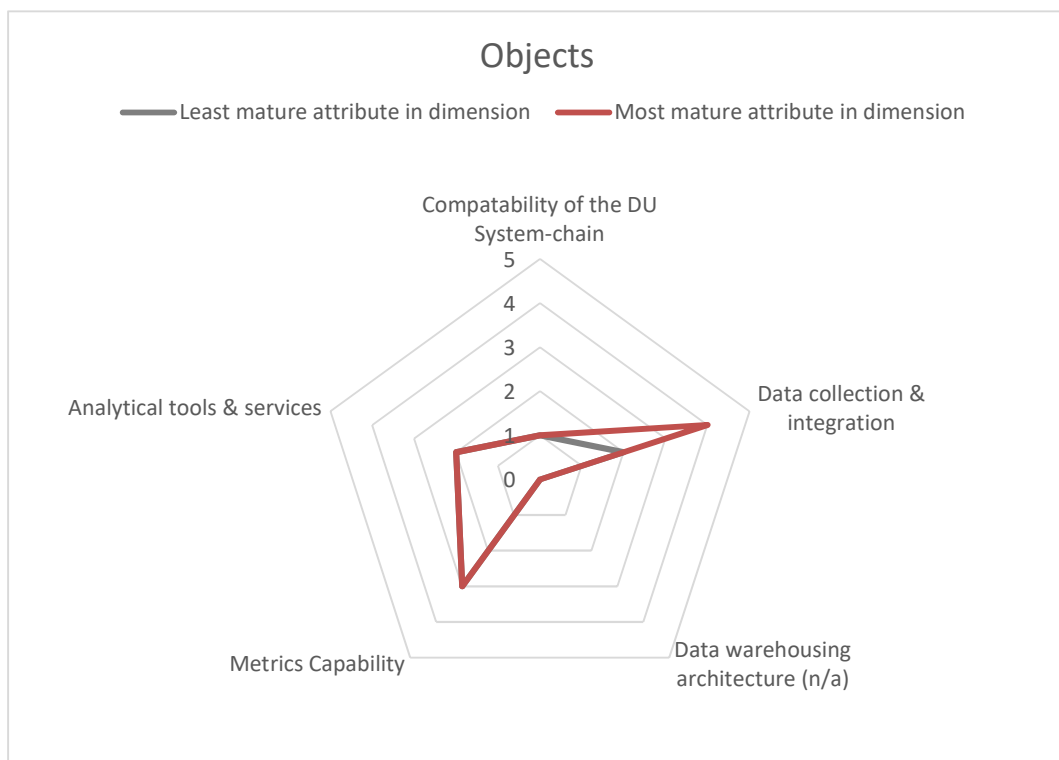 Objects
Least mature attribute in dimension
Most mature attribute in dimension
Compatability of the DU
System-chain
5
4
3
2
1
0
Data collection &
integration
Data warehousing
architecture (n/a)
Metrics Capability
Analytical tools & services